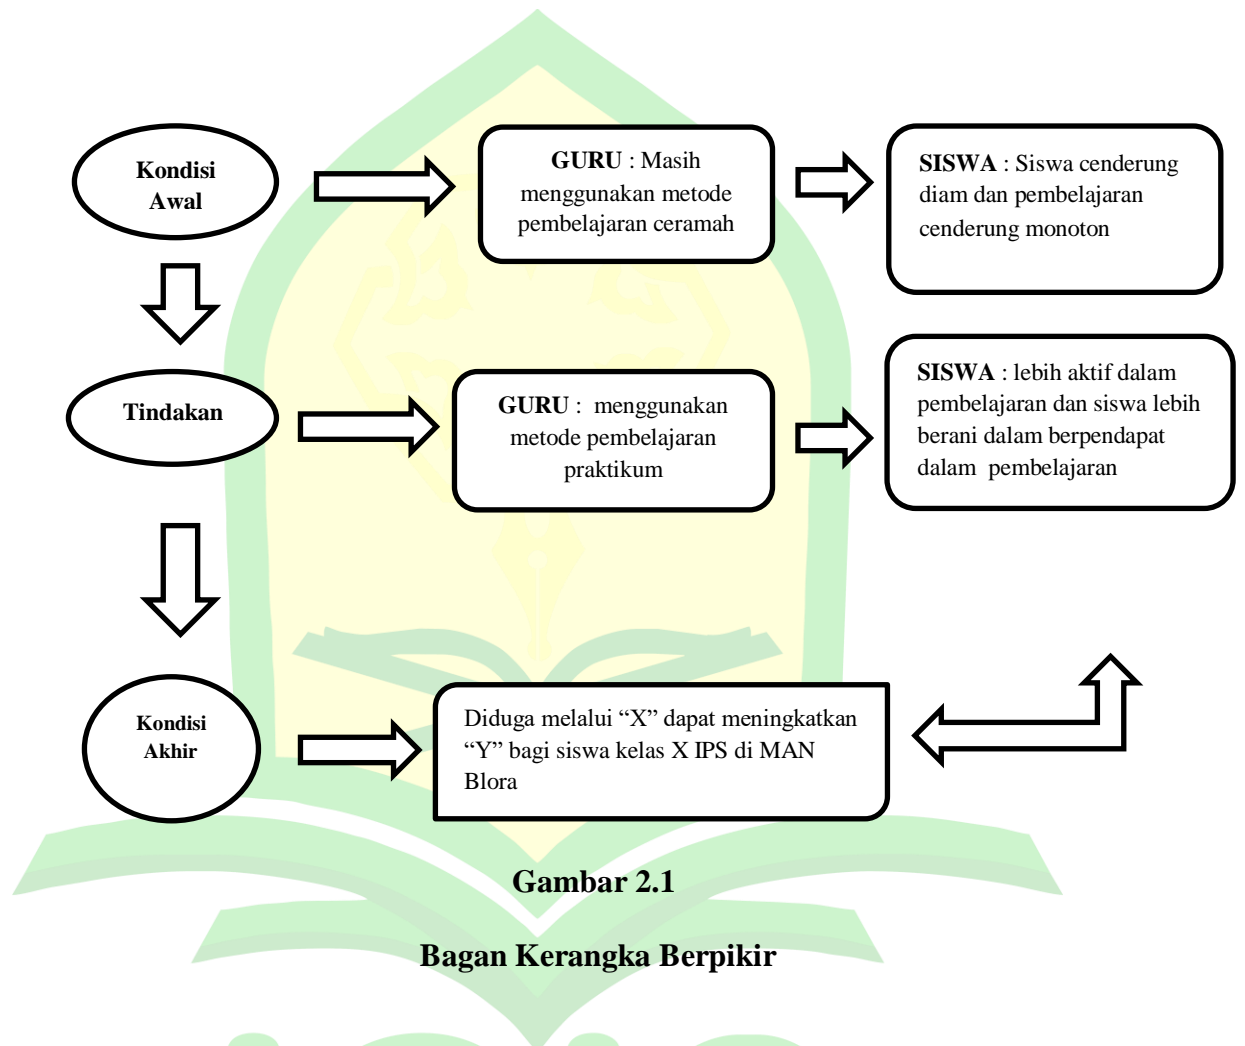 Kondisi
Awal
GURU : Masih
menggunakan metode
pembelajaran ceramah
SISWA : Siswa cenderung
diam dan pembelajaran
cenderung monoton
Tindakan
GURU :  menggunakan
metode pembelajaran
praktikum
SISWA : lebih aktif dalam
pembelajaran dan siswa lebih
berani dalam berpendapat
dalam  pembelajaran
Kondisi
Akhir
Diduga melalui “X” dapat meningkatkan
“Y” bagi siswa kelas X IPS di MAN
Blora
Gambar 2.1
Bagan Kerangka Berpikir